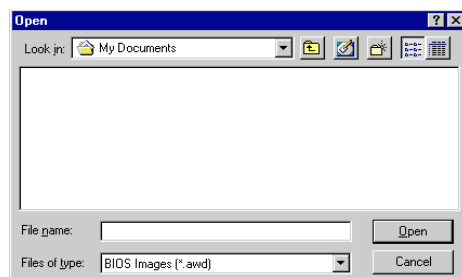 Open
Look in: My Documents
File name:
Open
Files of type: BIOS Images (*.awd)
Cancel